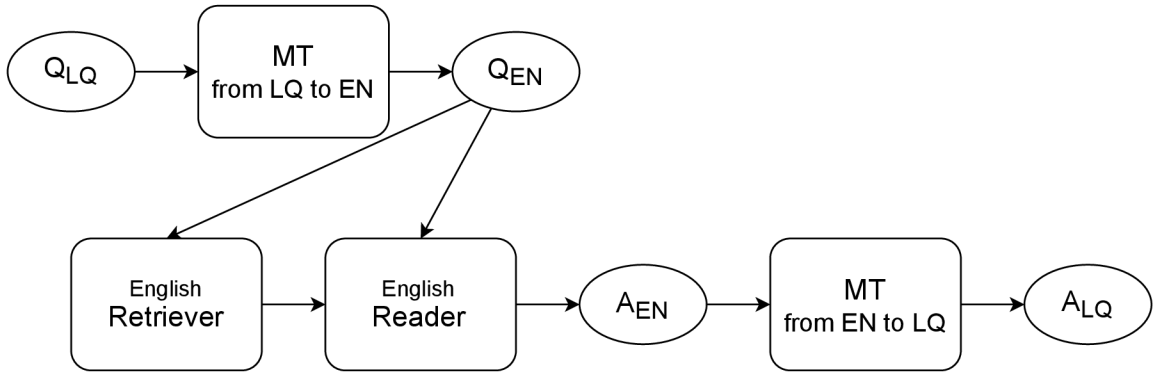 Q_LQ
MT
from LQ to EN
Q_EN
English
Retriever
English
Reader
A_EN
MT
from EN to LQ
A_LQ